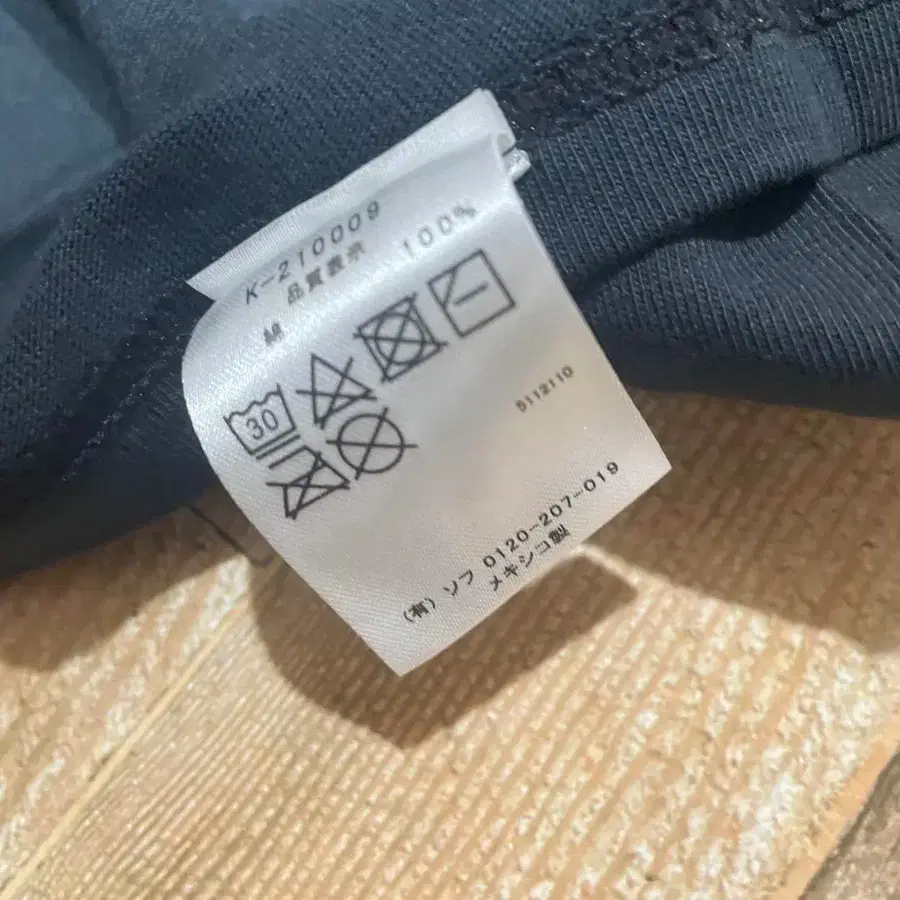 K-210009
品質表示
綿 100%
30
5112110
(有) ソフ 0120-207-019
メキシコ製